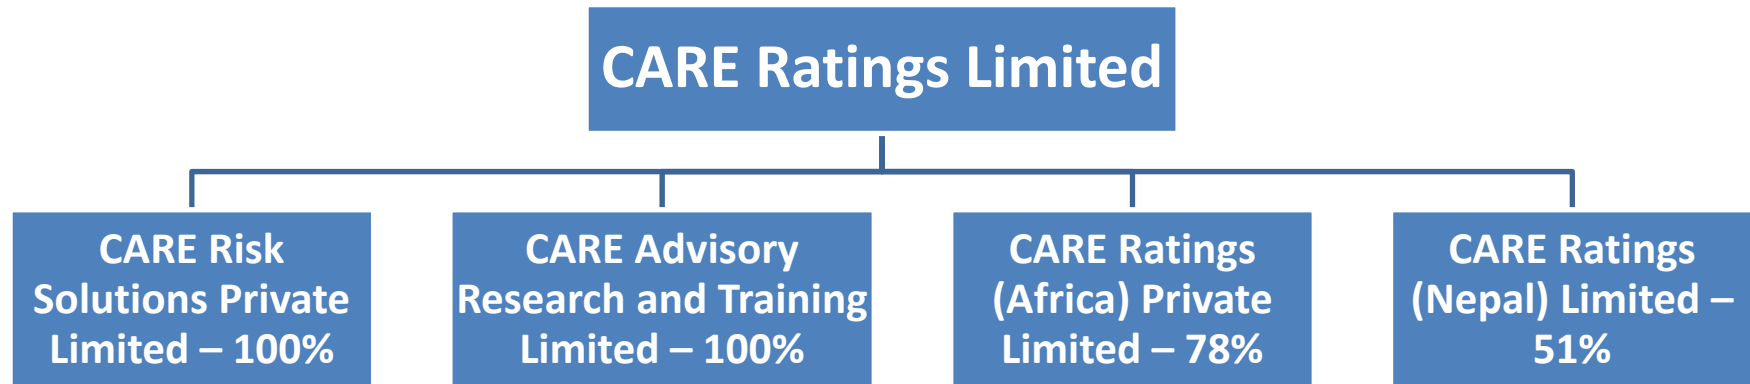 CARE Ratings Limited
CARE Risk
Solutions Private
Limited – 100%
CARE Advisory
Research and Training
Limited – 100%
CARE Ratings
(Africa) Private
Limited – 78%
CARE Ratings
(Nepal) Limited –
51%